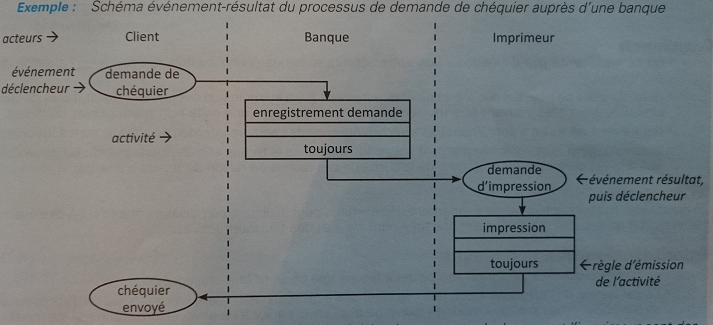 Exemple : Schéma événement-résultat du processus de demande de chéquier auprès d'une banque
acteurs → Client Banque Imprimeur
événement
déclencheur →
demande de
chéquier
enregistrement demande
activité →
toujours
demande
d'impression
←événement résultat,
puis déclencheur
impression
toujours
←règle d'émission
de l'activité
chéquier
envoyé